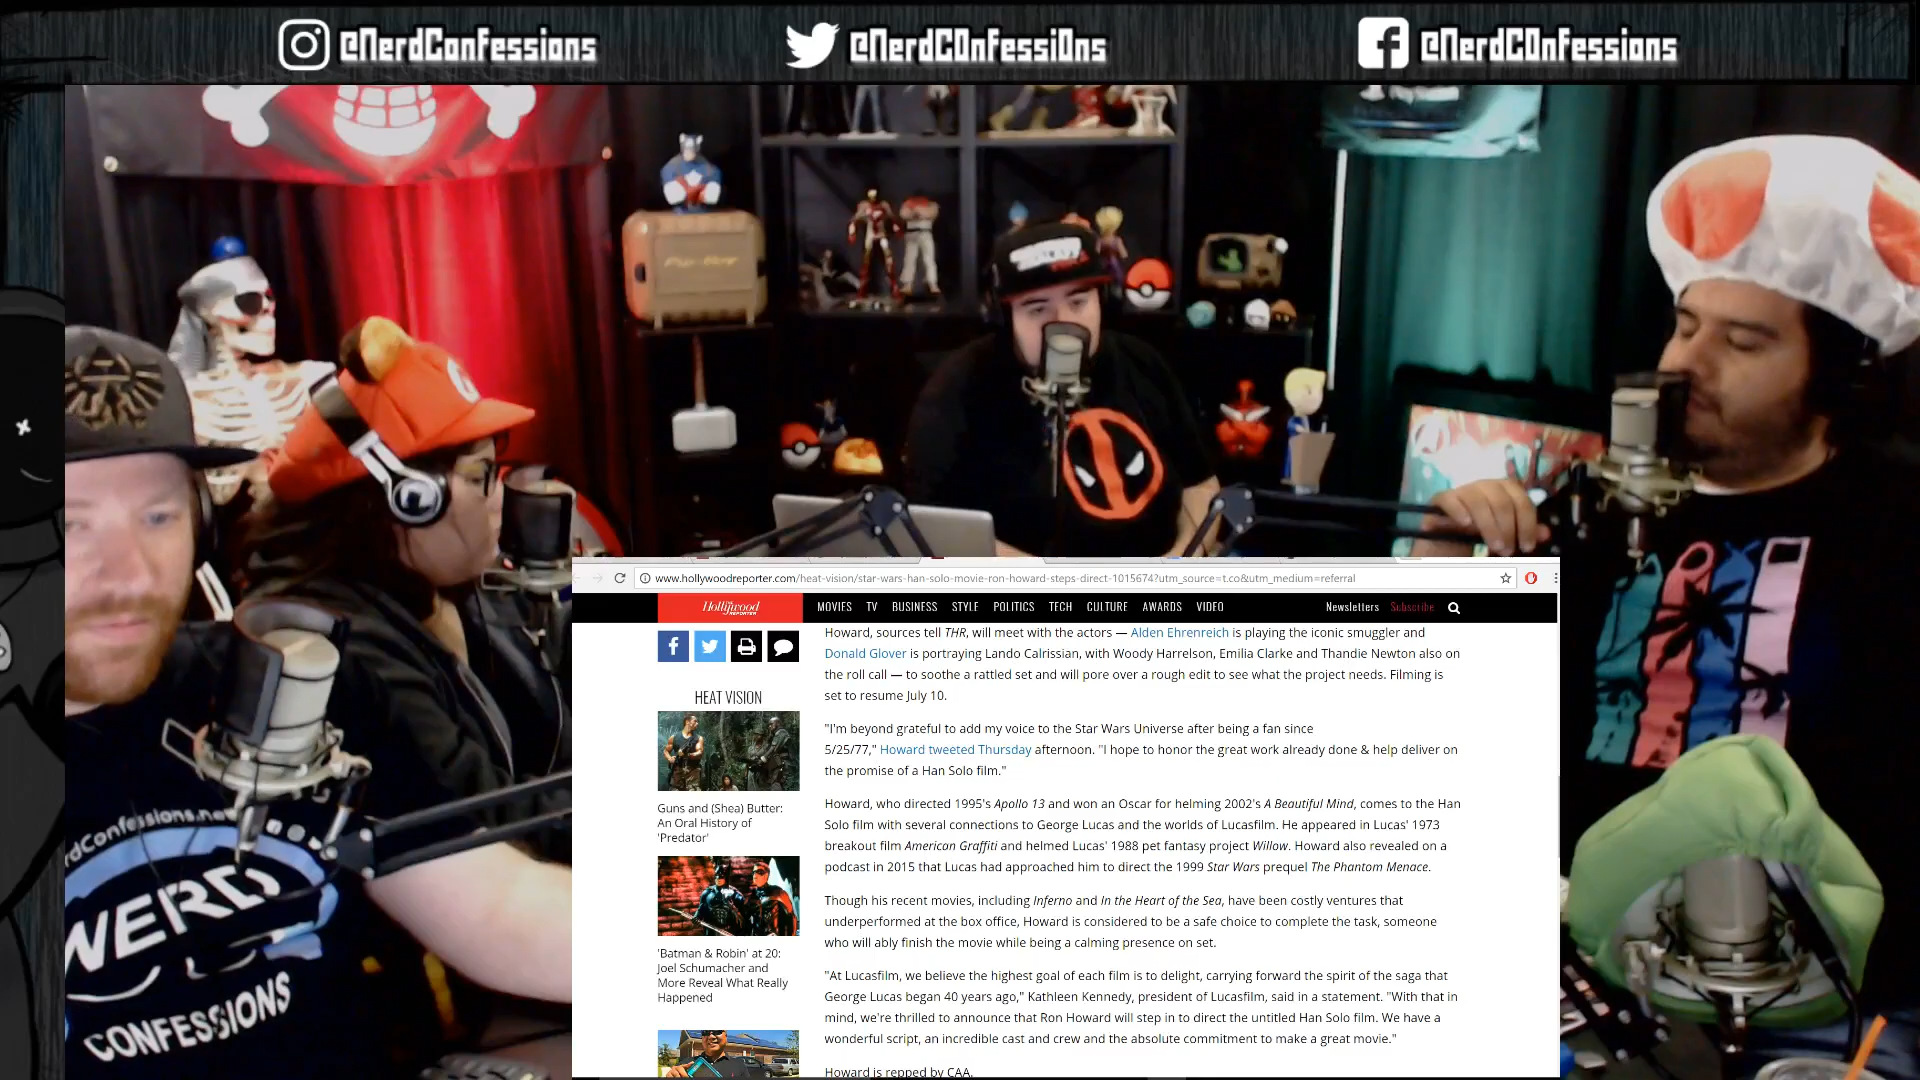 @NerdConfessions
@NerdC0nfessi0ns
@NerdC0nfessions
www.hollywoodreporter.com/heat-vision/star-wars-han-solo-movie-ron-howard-steps-direct-1015674?utm_source=t.co&utm_medium=referral
The Hollywood REPORTER
MOVIES TV BUSINESS STYLE POLITICS TECH CULTURE AWARDS VIDEO
Newsletters Subscribe
Howard, sources tell THR, will meet with the actors — Alden Ehrenreich is playing the iconic smuggler and
Donald Glover is portraying Lando Calrissian, with Woody Harrelson, Emilia Clarke and Thandie Newton also on
the roll call — to soothe a rattled set and will pore over a rough edit to see what the project needs. Filming is
set to resume July 10.
"I'm beyond grateful to add my voice to the Star Wars Universe after being a fan since
5/25/77," Howard tweeted Thursday afternoon. "I hope to honor the great work already done & help deliver on
the promise of a Han Solo film."
Howard, who directed 1995's Apollo 13 and won an Oscar for helming 2002's A Beautiful Mind, comes to the Han
Solo film with several connections to George Lucas and the worlds of Lucasfilm. He appeared in Lucas' 1973
breakout film American Graffiti and helmed Lucas' 1988 pet fantasy project Willow. Howard also revealed on a
podcast in 2015 that Lucas had approached him to direct the 1999 Star Wars prequel The Phantom Menace.
Though his recent movies, including Inferno and In the Heart of the Sea, have been costly ventures that
underperformed at the box office, Howard is considered to be a safe choice to complete the task, someone
who will ably finish the movie while being a calming presence on set.
"At Lucasfilm, we believe the highest goal of each film is to delight, carrying forward the spirit of the saga that
George Lucas began 40 years ago," Kathleen Kennedy, president of Lucasfilm, said in a statement. "With that in
mind, we're thrilled to announce that Ron Howard will step in to direct the untitled Han Solo film. We have a
wonderful script, an incredible cast and crew and the absolute commitment to make a great movie."
Howard is repped by CAA.
HEAT VISION
Guns and (Shea) Butter:
An Oral History of
'Predator'
'Batman & Robin' at 20:
Joel Schumacher and
More Reveal What Really
Happened
rdConfessions.ne
NERD
CONFESSIONS